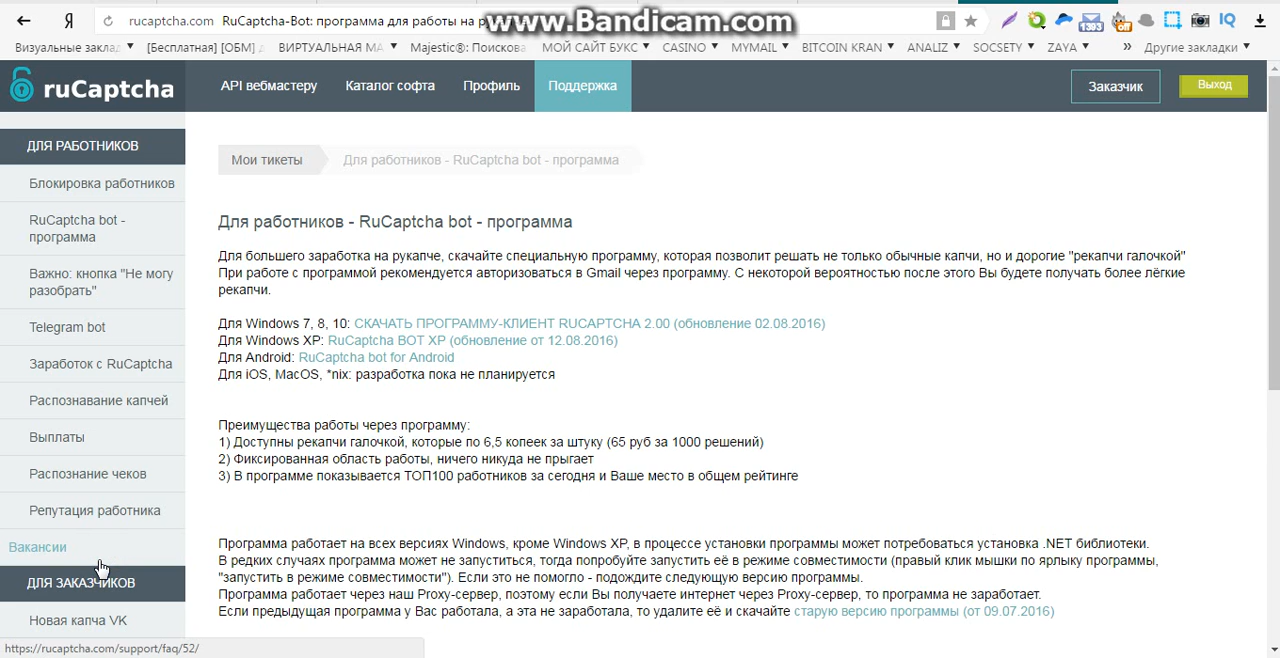 rucaptcha.com RuCaptcha-Bot: программа для работы на
www.Bandicam.com
Визуальные заклад
[Бесплатная] [ОБМ]
ВИРТУАЛЬНАЯ МА
Majestic®: Поискова
МОЙ САЙТ БУКС
CASINO
MYMAIL
BITCOIN KRAN
ANALIZ
SOCSETY
ZAYA
»
Другие закладки
ruCaptcha
API вебмастеру
Каталог софта
Профиль
Поддержка
Заказчик
Выход
ДЛЯ РАБОТНИКОВ
Блокировка работников
RuCaptcha bot -
программа
Важно: кнопка "Не могу
разобрать"
Telegram bot
Заработок с RuCaptcha
Распознавание капчей
Выплаты
Распознание чеков
Репутация работника
Вакансии
ДЛЯ ЗАКАЗЧИКОВ
Новая капча VK
Мои тикеты
Для работников - RuCaptcha bot - программа
Для работников - RuCaptcha bot - программа
Для большего заработка на рукапче, скачайте специальную программу, которая позволит решать не только обычные капчи, но и дорогие "рекапчи галочкой"
При работе с программой рекомендуется авторизоваться в Gmail через программу. С некоторой вероятностью после этого Вы будете получать более лёгкие
рекапчи.
Для Windows 7, 8, 10: СКАЧАТЬ ПРОГРАММУ-КЛИЕНТ RUCAPTCHA 2.00 (обновление 02.08.2016)
Для Windows XP: RuCaptcha BOT XP (обновление от 12.08.2016)
Для Android: RuCaptcha bot for Android
Для iOS, MacOS, *nix: разработка пока не планируется
Преимущества работы через программу:
1) Доступны рекапчи галочкой, которые по 6,5 копеек за штуку (65 руб за 1000 решений)
2) Фиксированная область работы, ничего никуда не прыгает
3) В программе показывается ТОП100 работников за сегодня и Ваше место в общем рейтинге
Программа работает на всех версиях Windows, кроме Windows XP, в процессе установки программы может потребоваться установка .NET библиотеки.
В редких случаях программа может не запуститься, тогда попробуйте запустить её в режиме совместимости (правый клик мышки по ярлыку программы,
"запустить в режиме совместимости"). Если это не помогло - подождите следующую версию программы.
Программа работает через наш Proxy-сервер, поэтому если Вы получаете интернет через Proxy-сервер, то программа не заработает.
Если предыдущая программа у Вас работала, а эта не заработала, то удалите её и скачайте старую версию программы (от 09.07.2016)
https://rucaptcha.com/support/faq/52/